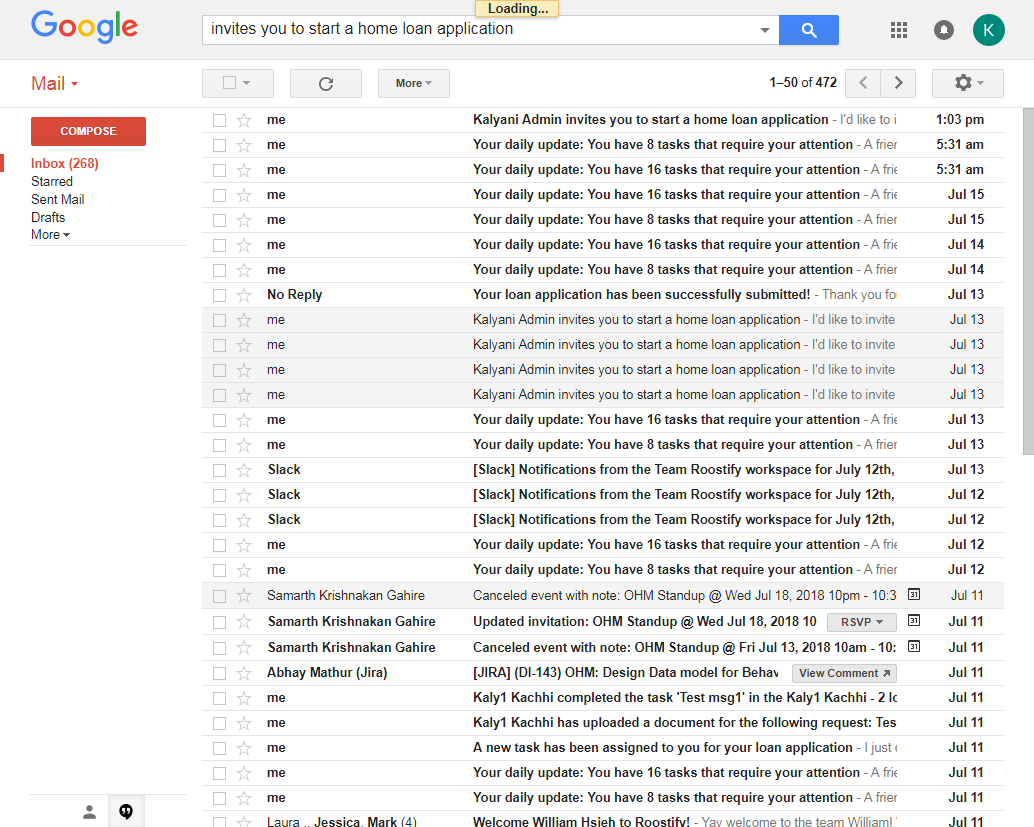 Loading...
Google
invites you to start a home loan application
K
Mail
More
1–50 of 472
COMPOSE
Inbox (268)
Starred
Sent Mail
Drafts
More
me Kalyani Admin invites you to start a home loan application - I'd like to i 1:03 pm
me Your daily update: You have 8 tasks that require your attention - A frier 5:31 am
me Your daily update: You have 16 tasks that require your attention - A frie 5:31 am
me Your daily update: You have 16 tasks that require your attention - A frie Jul 15
me Your daily update: You have 8 tasks that require your attention - A frier Jul 15
me Your daily update: You have 16 tasks that require your attention - A frie Jul 14
me Your daily update: You have 8 tasks that require your attention - A frier Jul 14
No Reply Your loan application has been successfully submitted! - Thank you for Jul 13
me Kalyani Admin invites you to start a home loan application - I'd like to invite Jul 13
me Kalyani Admin invites you to start a home loan application - I'd like to invite Jul 13
me Kalyani Admin invites you to start a home loan application - I'd like to invite Jul 13
me Kalyani Admin invites you to start a home loan application - I'd like to invite Jul 13
me Your daily update: You have 16 tasks that require your attention - A frie Jul 13
me Your daily update: You have 8 tasks that require your attention - A frier Jul 13
Slack [Slack] Notifications from the Team Roostify workspace for July 12th, Jul 13
Slack [Slack] Notifications from the Team Roostify workspace for July 12th, Jul 12
Slack [Slack] Notifications from the Team Roostify workspace for July 12th, Jul 12
me Your daily update: You have 16 tasks that require your attention - A frie Jul 12
me Your daily update: You have 8 tasks that require your attention - A frier Jul 12
Samarth Krishnakan Gahire Canceled event with note: OHM Standup @ Wed Jul 18, 2018 10pm - 10:3 31 Jul 11
Samarth Krishnakan Gahire Updated invitation: OHM Standup @ Wed Jul 18, 2018 10 RSVP 31 Jul 11
Samarth Krishnakan Gahire Canceled event with note: OHM Standup @ Fri Jul 13, 2018 10am - 10: 31 Jul 11
Abhay Mathur (Jira) [JIRA] (DI-143) OHM: Design Data model for Behav View Comment Jul 11
me Kaly1 Kachhi completed the task 'Test msg1' in the Kaly1 Kachhi - 2 lo Jul 11
me Kaly1 Kachhi has uploaded a document for the following request: Tes Jul 11
me A new task has been assigned to you for your loan application - I just c Jul 11
me Your daily update: You have 16 tasks that require your attention - A frie Jul 11
me Your daily update: You have 8 tasks that require your attention - A frier Jul 11
Laura .. Jessica, Mark (4) Welcome William Hsieh to Roostify! - Yay welcome to the team William! Jul 11